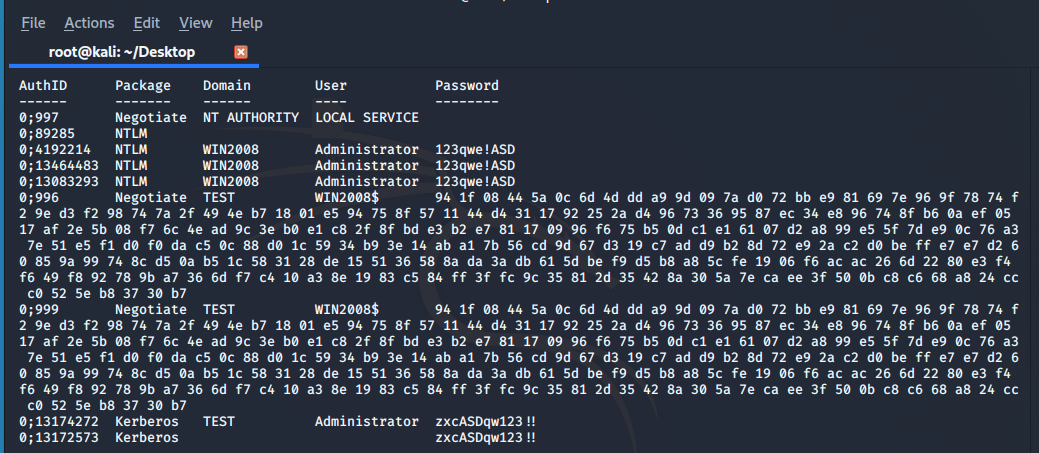 File Actions Edit View Help
root@kali: ~/Desktop
AuthID Package Domain User Password
------ ------- ------ ---- --------
0;997 Negotiate NT AUTHORITY LOCAL SERVICE
0;89285 NTLM
0;4192214 NTLM WIN2008 Administrator 123qwe!ASD
0;13464483 NTLM WIN2008 Administrator 123qwe!ASD
0;13083293 NTLM WIN2008 Administrator 123qwe!ASD
0;996 Negotiate TEST WIN2008$ 94 1f 08 44 5a 0c 6d 4d dd a9 9d 09 7a d0 72 bb e9 81 69 7e 96 9f 78 74 f
2 9e d3 f2 98 74 7a 2f 49 4e b7 18 01 e5 94 75 8f 57 11 44 d4 31 17 92 25 2a d4 96 73 36 95 87 ec 34 e8 96 74 8f b6 0a ef 05
17 af 2e 5b 08 f7 6c 4e ad 9c 3e b0 e1 c8 2f 8f bd e3 b2 e7 81 17 09 96 f6 75 b5 0d c1 e1 61 07 d2 a8 99 e5 5f 7d e9 0c 76 a3
7e 51 e5 f1 d0 f0 da c5 0c 88 d0 1c 59 34 b9 3e 14 ab a1 7b 56 cd 9d 67 d3 19 c7 ad d9 b2 8d 72 e9 2a c2 d0 be ff e7 e7 d2 6
0 85 9a 99 74 8c d5 0a b5 1c 58 31 28 de 15 51 36 58 8a da 3a db 61 5d be f9 d5 b8 a8 5c fe 19 06 f6 ac ac 26 6d 22 80 e3 f4
f6 49 f8 92 78 9b a7 36 6d f7 c4 10 a3 8e 19 83 c5 84 ff 3f fc 9c 35 81 2d 35 42 8a 30 5a 7e ca ee 3f 50 0b c8 c6 68 a8 24 cc
c0 52 5e b8 37 30 b7
0;999 Negotiate TEST WIN2008$ 94 1f 08 44 5a 0c 6d 4d dd a9 9d 09 7a d0 72 bb e9 81 69 7e 96 9f 78 74 f
2 9e d3 f2 98 74 7a 2f 49 4e b7 18 01 e5 94 75 8f 57 11 44 d4 31 17 92 25 2a d4 96 73 36 95 87 ec 34 e8 96 74 8f b6 0a ef 05
17 af 2e 5b 08 f7 6c 4e ad 9c 3e b0 e1 c8 2f 8f bd e3 b2 e7 81 17 09 96 f6 75 b5 0d c1 e1 61 07 d2 a8 99 e5 5f 7d e9 0c 76 a3
7e 51 e5 f1 d0 f0 da c5 0c 88 d0 1c 59 34 b9 3e 14 ab a1 7b 56 cd 9d 67 d3 19 c7 ad d9 b2 8d 72 e9 2a c2 d0 be ff e7 e7 d2 6
0 85 9a 99 74 8c d5 0a b5 1c 58 31 28 de 15 51 36 58 8a da 3a db 61 5d be f9 d5 b8 a8 5c fe 19 06 f6 ac ac 26 6d 22 80 e3 f4
f6 49 f8 92 78 9b a7 36 6d f7 c4 10 a3 8e 19 83 c5 84 ff 3f fc 9c 35 81 2d 35 42 8a 30 5a 7e ca ee 3f 50 0b c8 c6 68 a8 24 cc
c0 52 5e b8 37 30 b7
0;13174272 Kerberos TEST Administrator zxcASDqw123!!
0;13172573 Kerberos zxcASDqw123!!